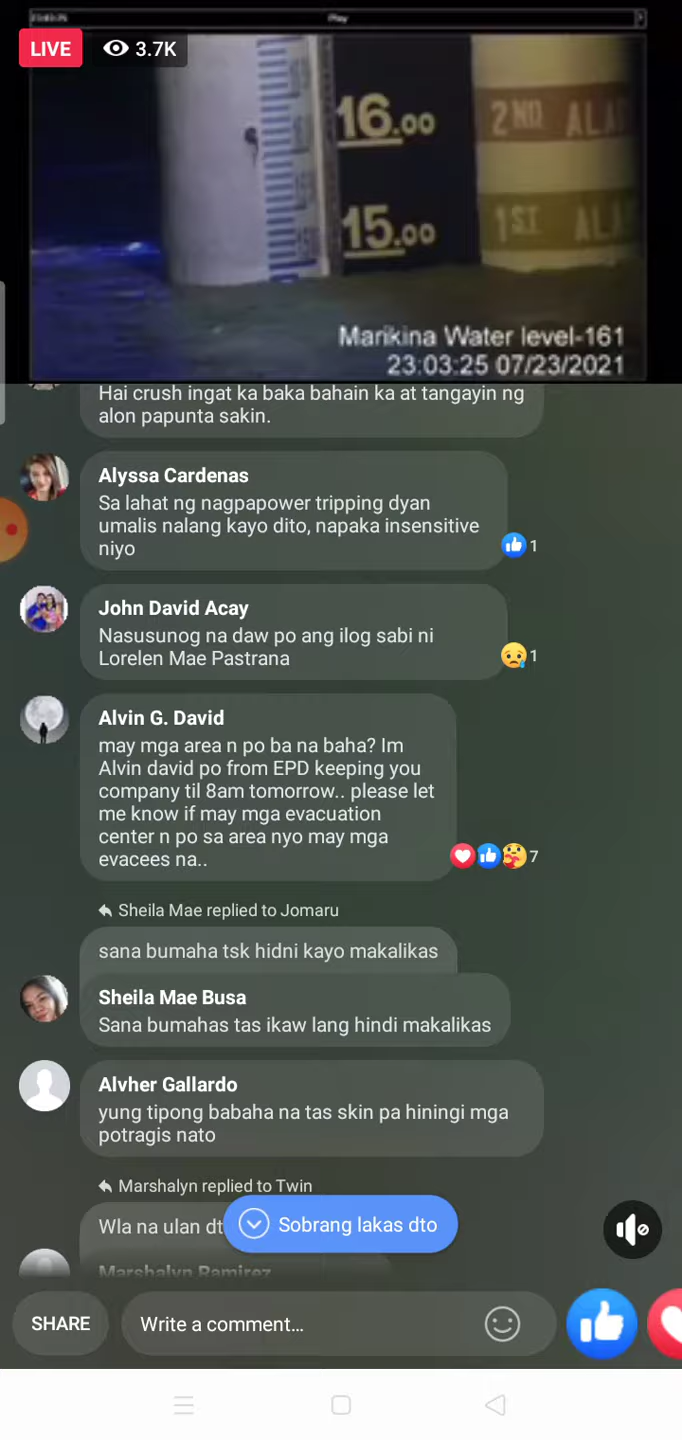 23:03:25
Play
LIVE
3.7K
16.00
2ND ALA
15.00
1ST ALA
Marikina Water level-161
23:03:25 07/23/2021
Hai crush ingat ka baka bahain ka at tangayin ng
alon papunta sakin.
Alyssa Cardenas
Sa lahat ng nagpapower tripping dyan
umalis nalang kayo dito, napaka insensitive
niyo
1
John David Acay
Nasusunog na daw po ang ilog sabi ni
Lorelen Mae Pastrana
1
Alvin G. David
may mga area n po ba na baha? Im
Alvin david po from EPD keeping you
company til 8am tomorrow.. please let
me know if may mga evacuation
center n po sa area nyo may mga
evacees na..
7
Sheila Mae replied to Jomaru
sana bumaha tsk hidni kayo makalikas
Sheila Mae Busa
Sana bumahas tas ikaw lang hindi makalikas
Alvher Gallardo
yung tipong babaha na tas skin pa hiningi mga
potragis nato
Marshalyn replied to Twin
Wla na ulan dt
Sobrang lakas dto
Marshalyn Ramirez
SHARE
Write a comment...